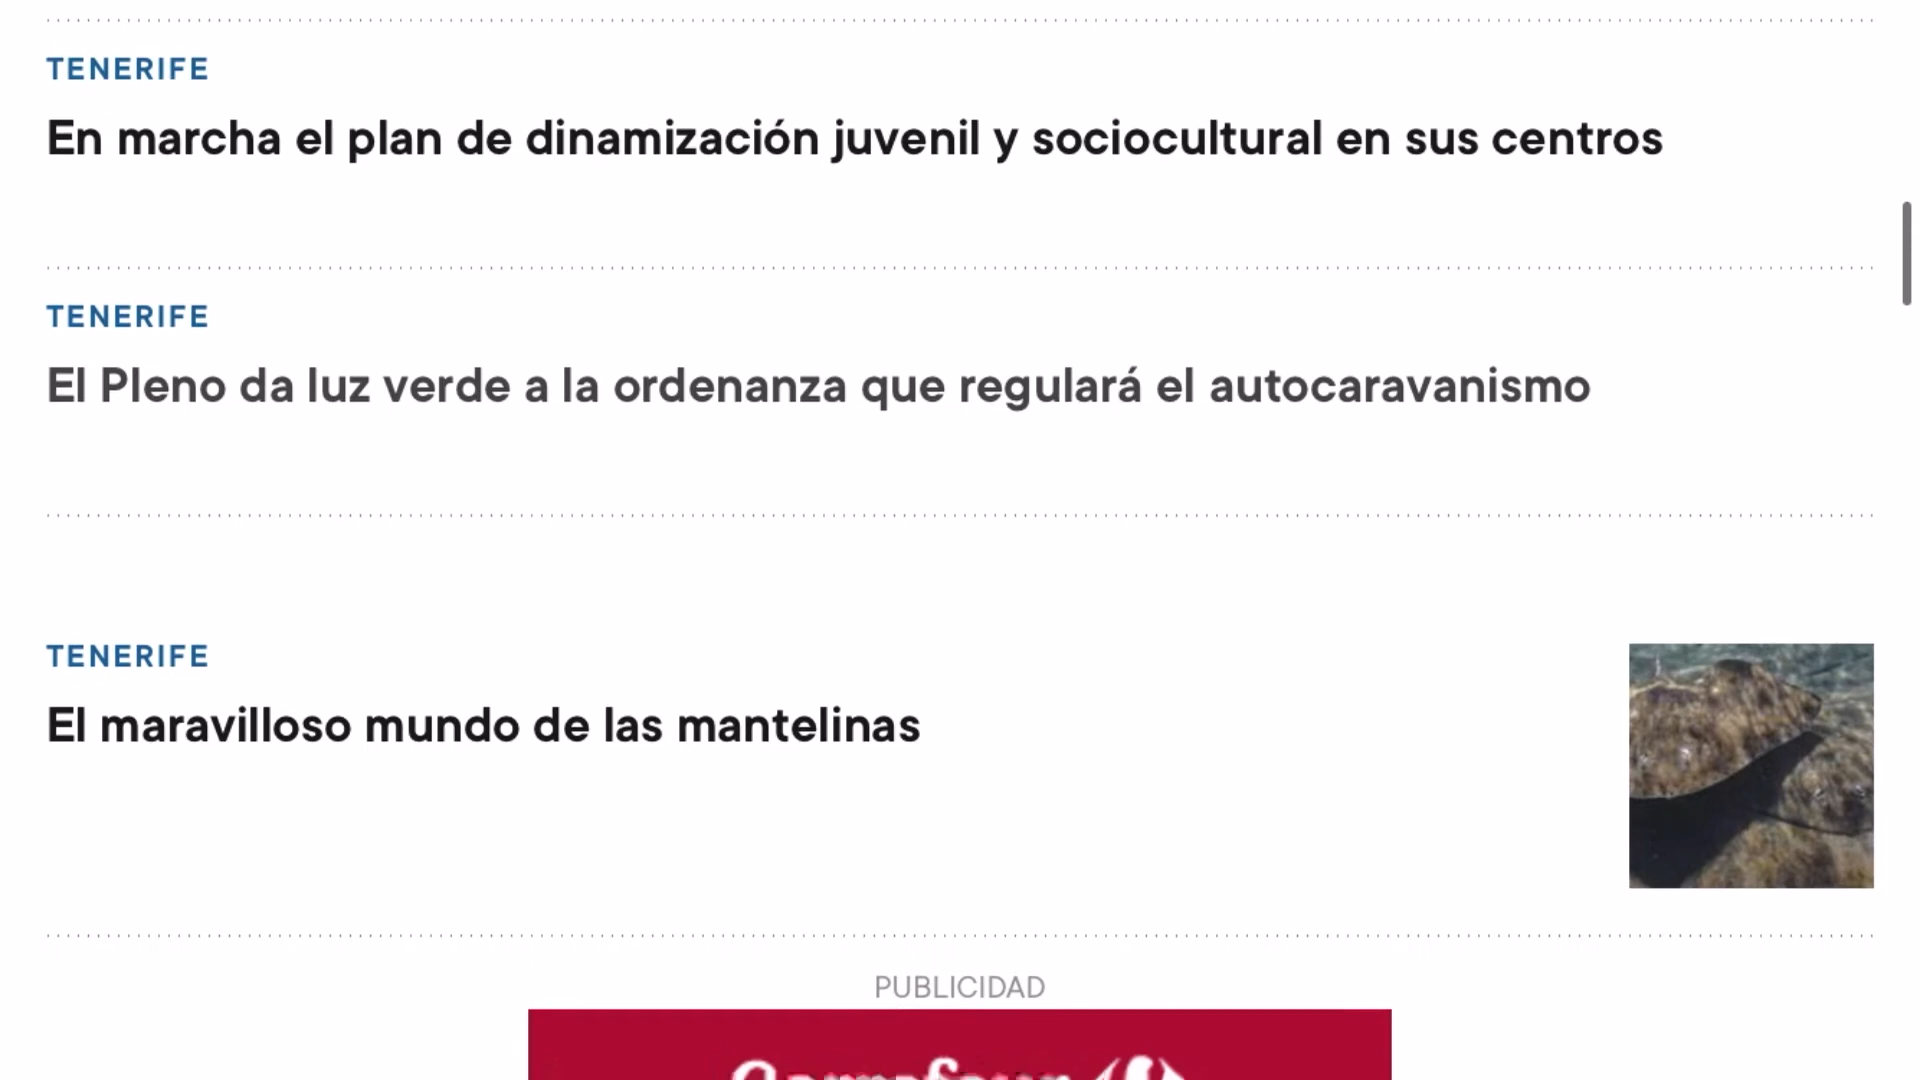 TENERIFE
En marcha el plan de dinamización juvenil y sociocultural en sus centros
TENERIFE
El Pleno da luz verde a la ordenanza que regulará el autocaravanismo
TENERIFE
El maravilloso mundo de las mantelinas
PUBLICIDAD